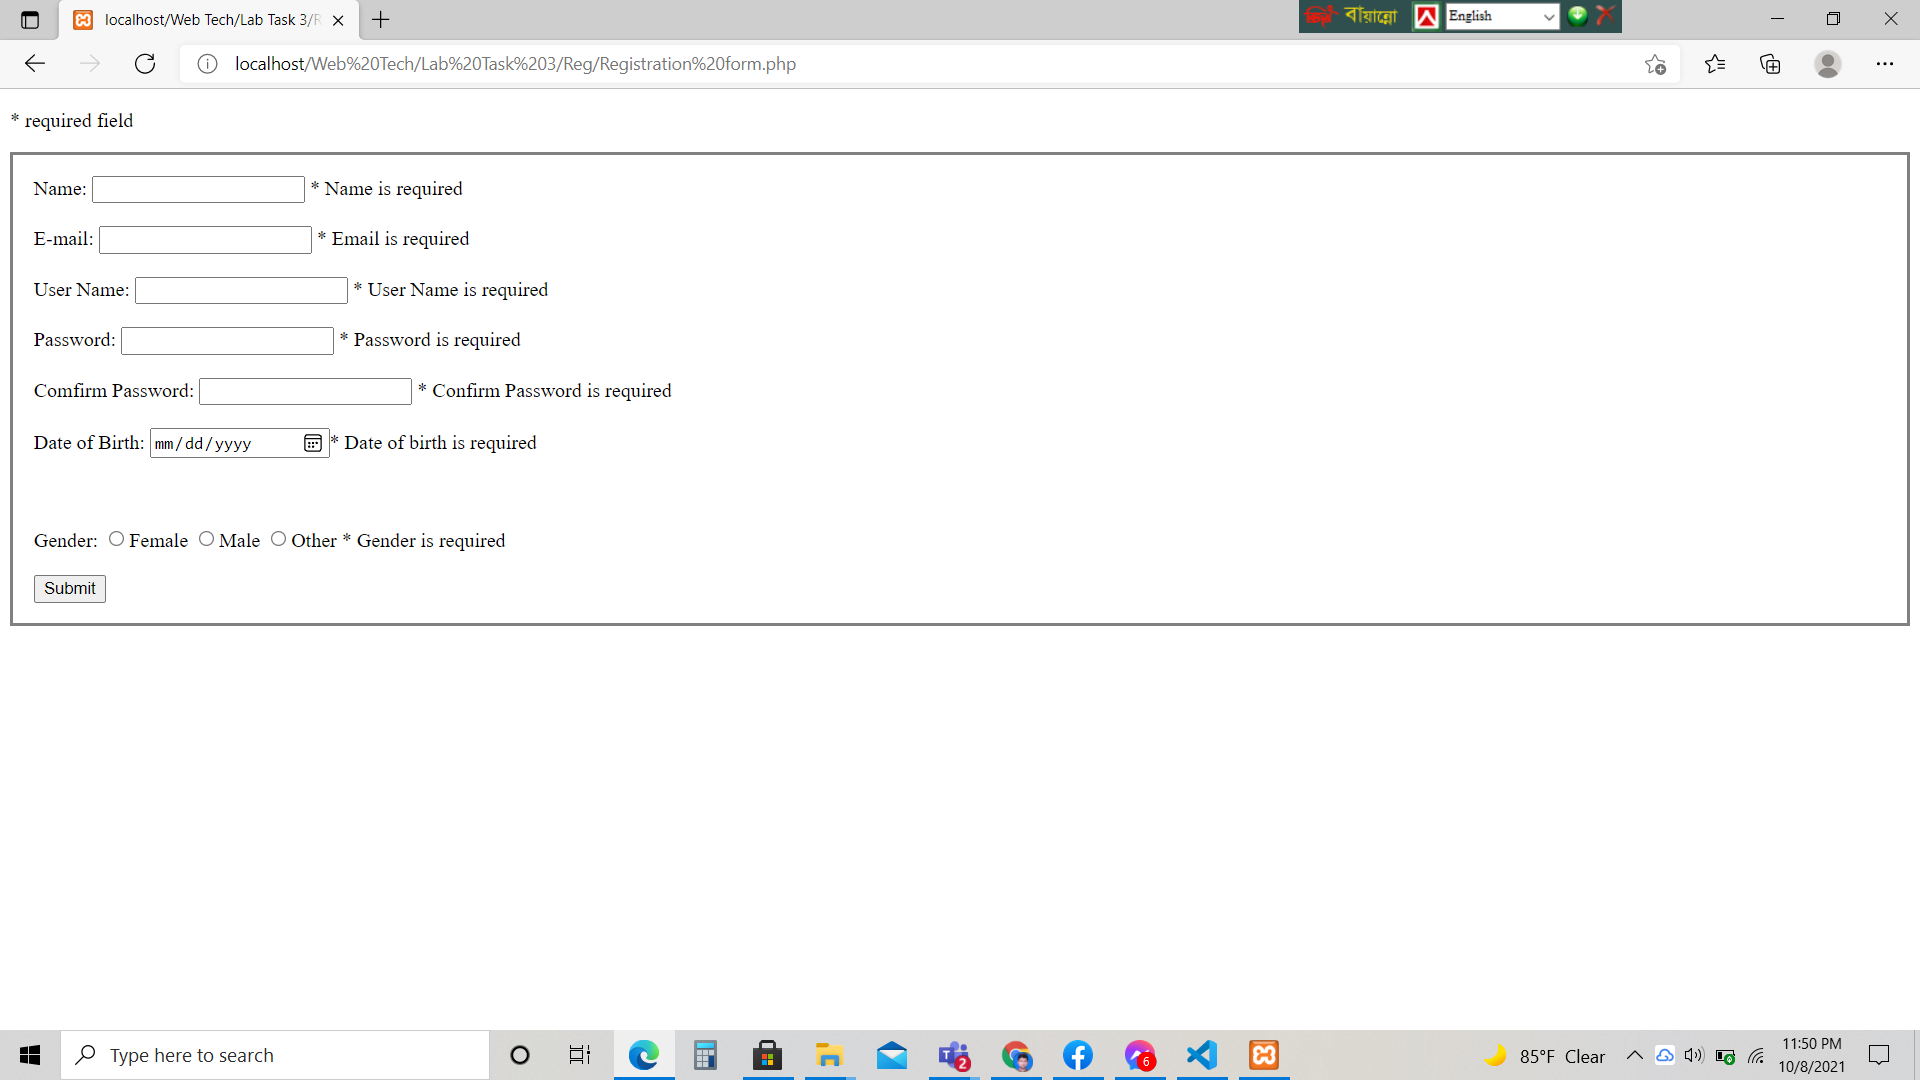 localhost/Web Tech/Lab Task 3/R
বাঁয়ান্নো
English
localhost/Web%20Tech/Lab%20Task%203/Reg/Registration%20form.php
* required field
Name: * Name is required
E-mail: * Email is required
User Name: * User Name is required
Password: * Password is required
Comfirm Password: * Confirm Password is required
Date of Birth: mm/dd/yyyy * Date of birth is required
Gender: Female Male Other * Gender is required
Submit
Type here to search
2
6
85°F Clear
11:50 PM
10/8/2021